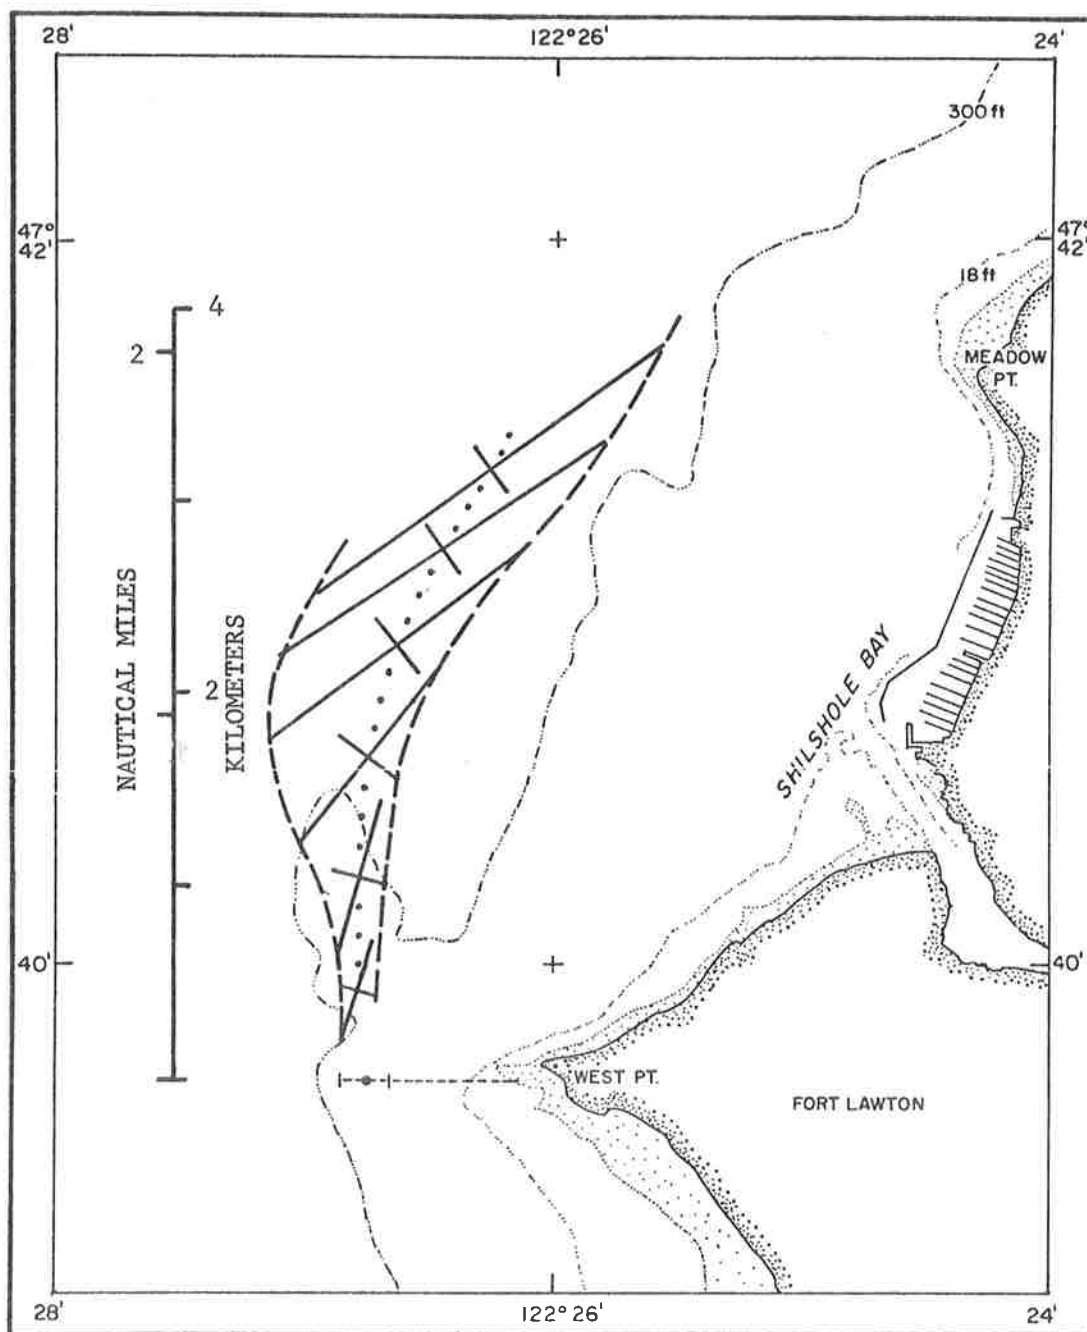 28' 122° 26' 24'
300 ft
47° 42' 47° 42'
18 ft
4
2
MEADOW PT.
NAUTICAL MILES
2
KILOMETERS
SHILSHOLE BAY
40' 40'
WEST PT.
FORT LAWTON
28' 122° 26' 24'